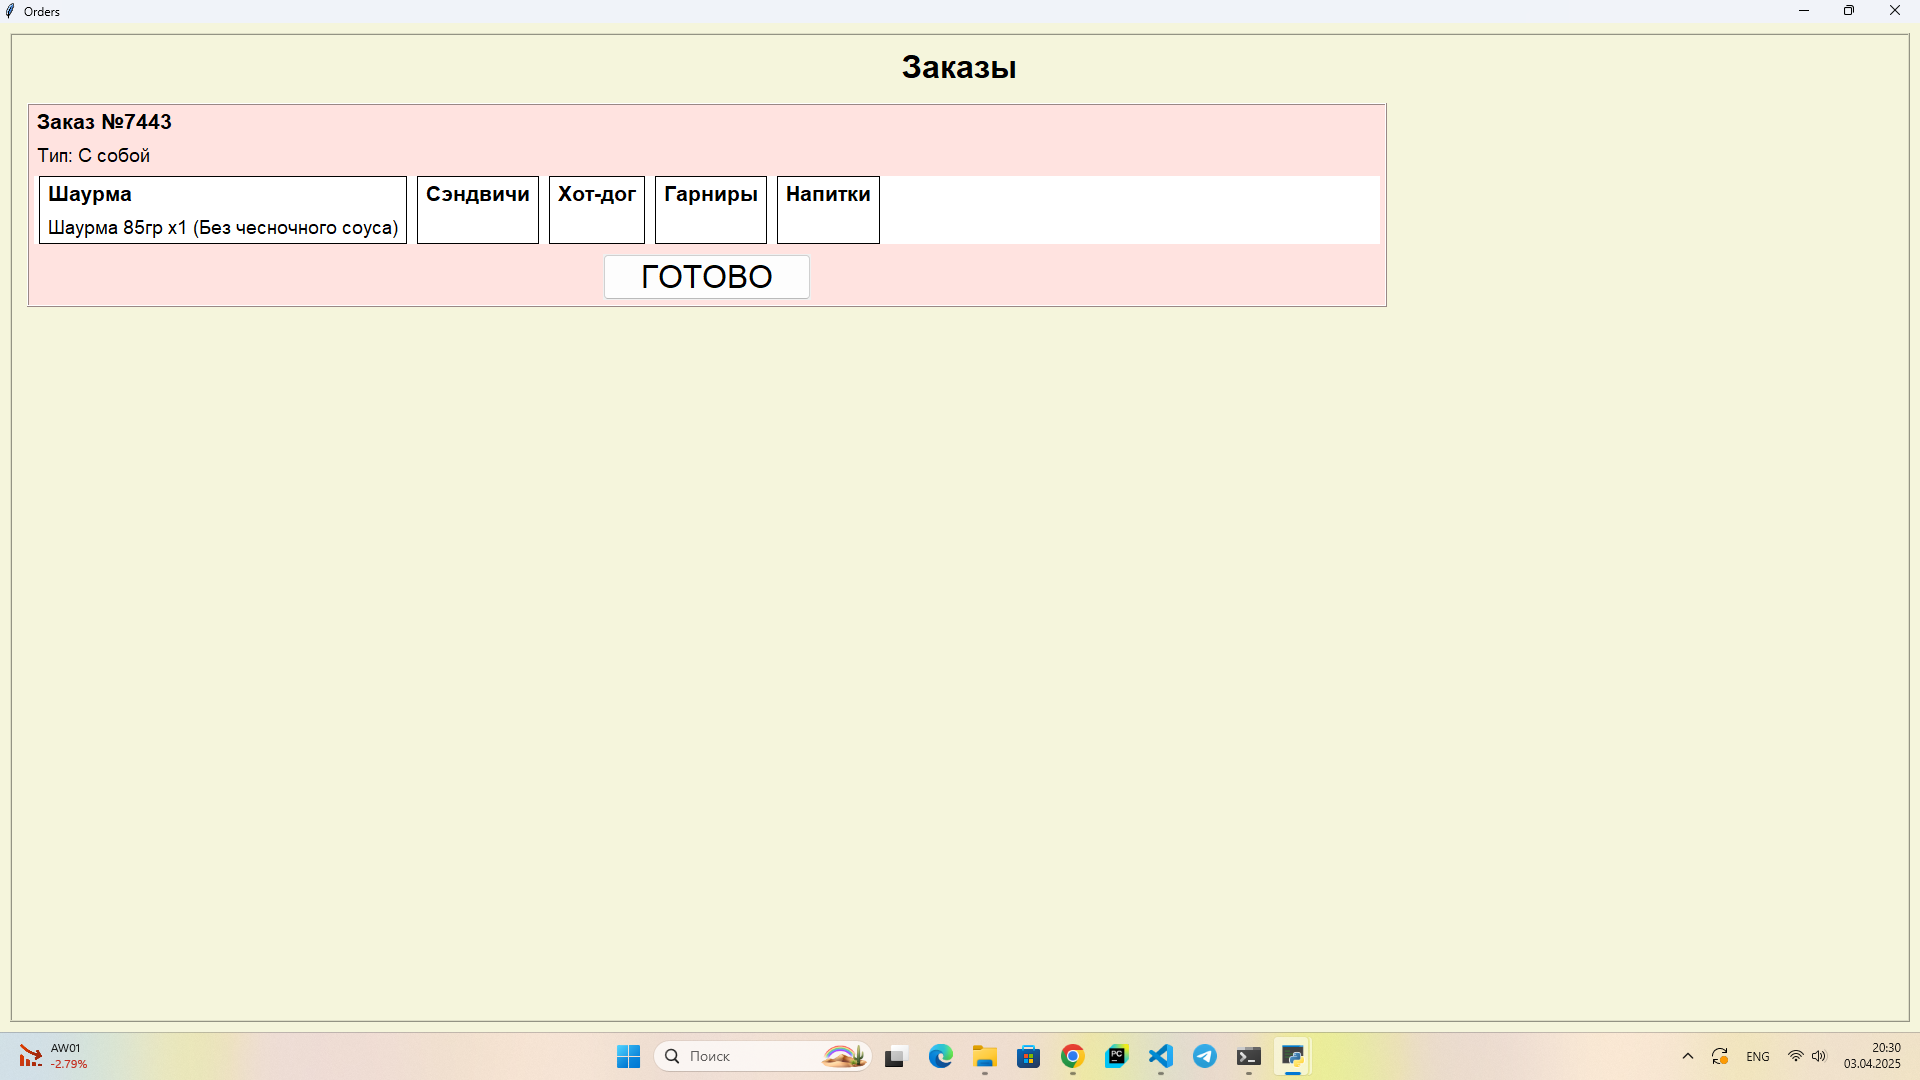 Orders
Заказы
Заказ №7443
Тип: С собой
Шаурма
Шаурма 85гр x1 (Без чесночного соуса)
Сэндвичи
Хот-дог
Гарниры
Напитки
ГОТОВО
AW01
-2.79%
Поиск
PC
ENG
20:30
03.04.2025